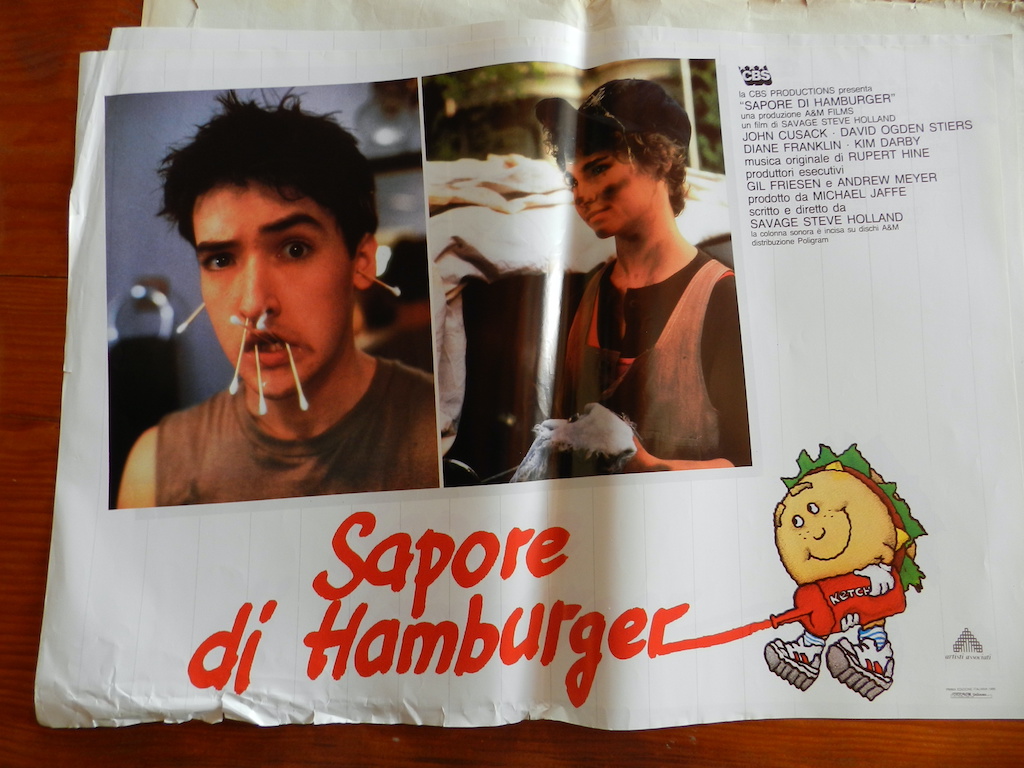 CBS
la CBS PRODUCTIONS presenta
"SAPORE DI HAMBURGER"
una produzione A&M FILMS
un film di SAVAGE STEVE HOLLAND
JOHN CUSACK · DAVID OGDEN STIERS
DIANE FRANKLIN · KIM DARBY
musica originale di RUPERT HINE
produttori esecutivi
GIL FRIESEN e ANDREW MEYER
prodotto da MICHAEL JAFFE
scritto e diretto da
SAVAGE STEVE HOLLAND
la colonna sonora è incisa su dischi A&M
distribuzione Poligram
Sapore
di Hamburger
KETCH
artisti associati